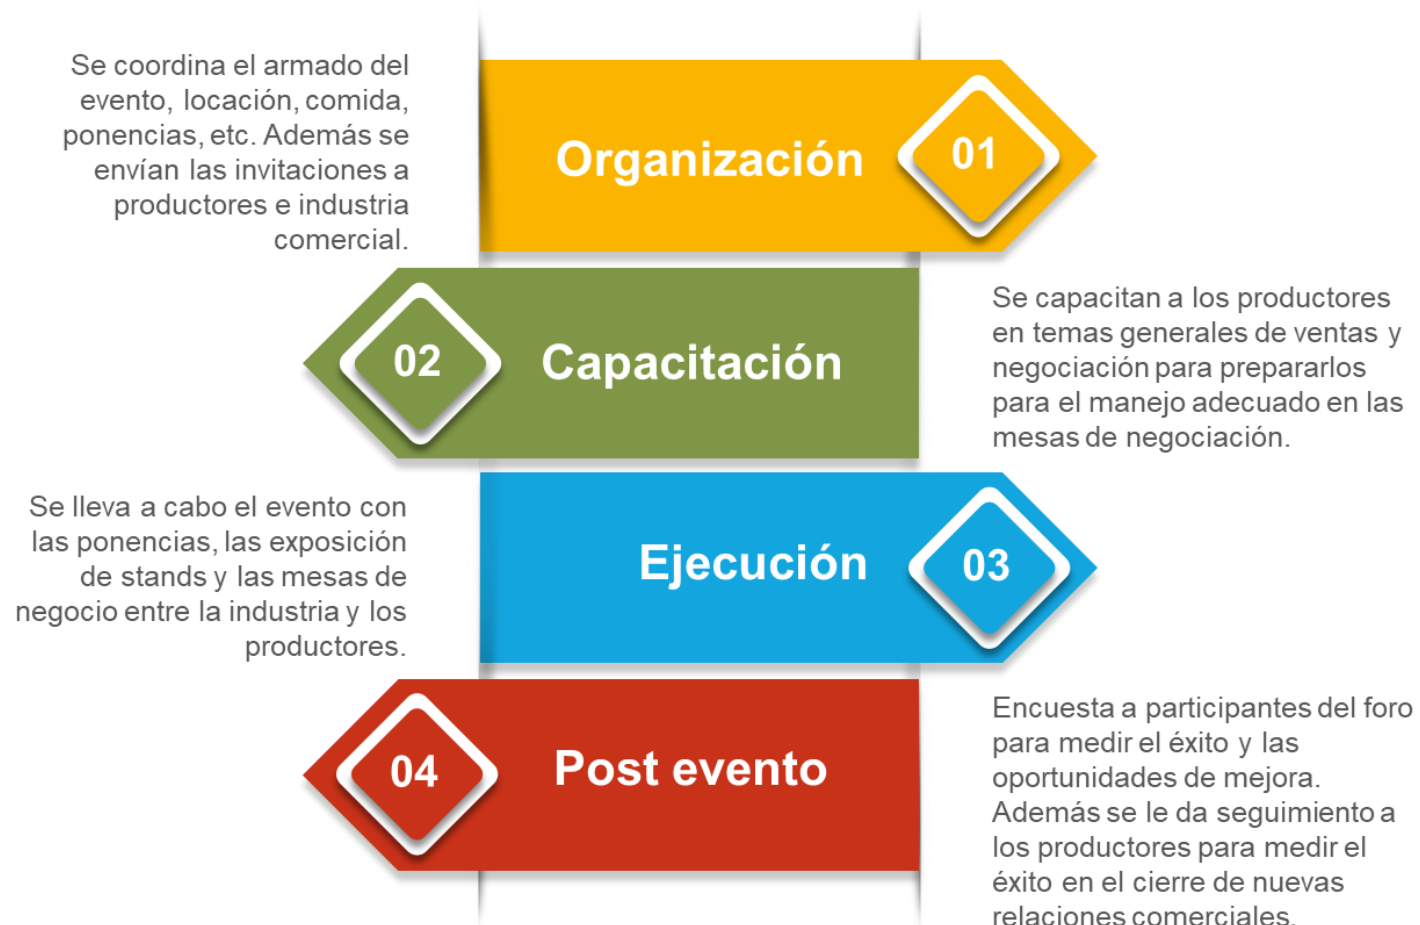 Se coordina el armado del
evento, locación, comida,
ponencias, etc. Además se
envían las invitaciones a
productores e industria
comercial.
Organización
01
02
Capacitación
Se capacitan a los productores
en temas generales de ventas y
negociación para prepararlos
para el manejo adecuado en las
mesas de negociación.
Se lleva a cabo el evento con
las ponencias, las exposición
de stands y las mesas de
negocio entre la industria y los
productores.
Ejecución
03
04
Post evento
Encuesta a participantes del foro
para medir el éxito y las
oportunidades de mejora.
Además se le da seguimiento a
los productores para medir el
éxito en el cierre de nuevas
relaciones comerciales.